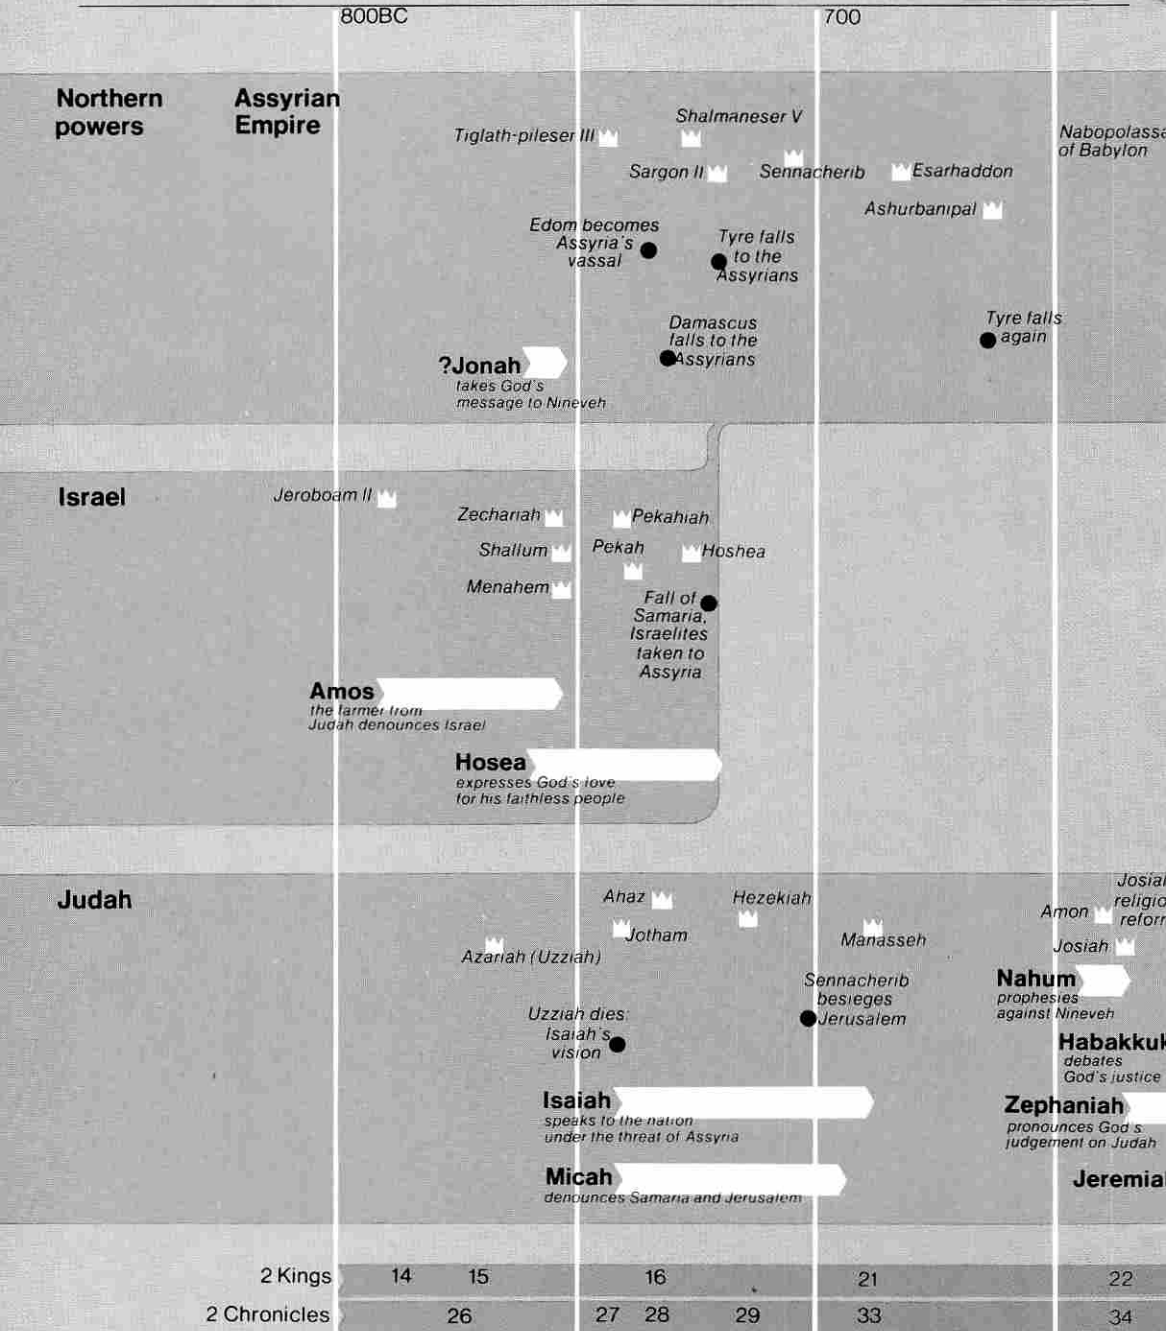 800BC
700
Northern
powers
Assyrian
Empire
Tiglath-pileser III
Shalmaneser V
Sargon II
Sennacherib
Esarhaddon
Ashurbanipal
Nabopolassa
of Babylon
Edom becomes
Assyria's
vassal
Tyre falls
to the
Assyrians
Damascus
falls to the
Assyrians
Tyre falls
again
?Jonah
takes God's
message to Nineveh
Israel
Jeroboam II
Zechariah
Shallum
Menahem
Pekahiah
Pekah
Hoshea
Fall of
Samaria,
Israelites
taken to
Assyria
Amos
the farmer from
Judah denounces Israel
Hosea
expresses God's love
for his faithless people
Judah
Ahaz
Jotham
Azariah (Uzziah)
Hezekiah
Manasseh
Amon
Josiah
Josiah
religio
reform
Uzziah dies:
Isaiah's
vision
Sennacherib
besieges
Jerusalem
Nahum
prophesies
against Nineveh
Habakkuk
debates
God's justice
Isaiah
speaks to the nation
under the threat of Assyria
Zephaniah
pronounces God's
judgement on Judah
Micah
denounces Samaria and Jerusalem
Jeremiah
2 Kings 14 15 16 21 22
2 Chronicles 26 27 28 29 33 34